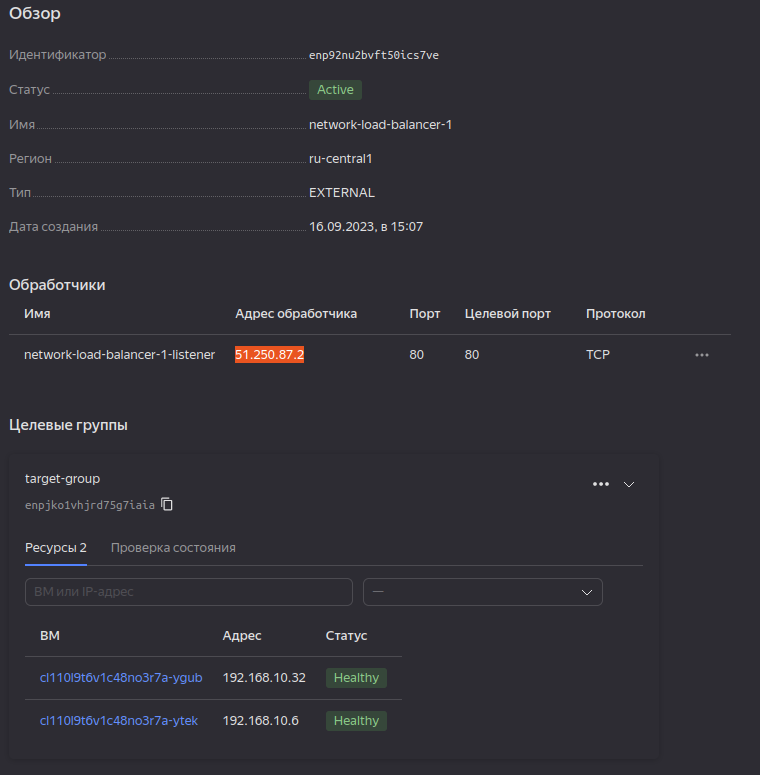 Обзор
Идентификатор enp92nu2bvft50ics7ve
Статус Active
Имя network-load-balancer-1
Регион ru-central1
Тип EXTERNAL
Дата создания 16.09.2023, в 15:07
Обработчики
Имя Адрес обработчика Порт Целевой порт Протокол
network-load-balancer-1-listener 51.250.87.2 80 80 TCP
Целевые группы
target-group
enpjko1vhjrd75g7iaia
Ресурсы 2 Проверка состояния
ВМ или IP-адрес —
ВМ Адрес Статус
cl110l9t6v1c48no3r7a-ygub 192.168.10.32 Healthy
cl110l9t6v1c48no3r7a-ytek 192.168.10.6 Healthy